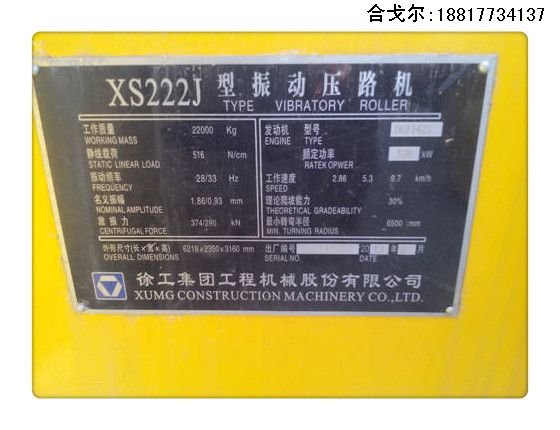 合戈尔:18817734137
XS222J 型振动压路机
TYPE VIBRATORY ROLLER
工作质量 22000 Kg
WORKING MASS
静线载荷 516 N/cm
STATIC LINEAR LOAD
振动频率 28/33 Hz
FREQUENCY
名义振幅 1.86/0.93 mm
NOMINAL AMPLITUDE
激振力 374/290 kN
CENTRIFUGAL FORCE
外形尺寸(长×宽×高) 6218×2350×3160 mm
OVERALL DIMENSIONS
发动机 型号
ENGINE TYPE
额定功率 kW
RATEK OPWER
工作速度 2.86 5.3 9.7 km/h
SPEED
理论爬坡能力 30%
THEORETICAL GRADEABILITY
最小转弯半径 6500 mm
MIN. TURNING RADIUS
出厂编号 年 月
SERIAL NO. DATE
徐工集团工程机械股份有限公司
XUMG CONSTRUCTION MACHINERY CO.,LTD.